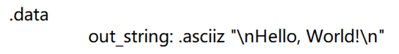 .data
out_string: .asciiz "\nHello, World!\n"